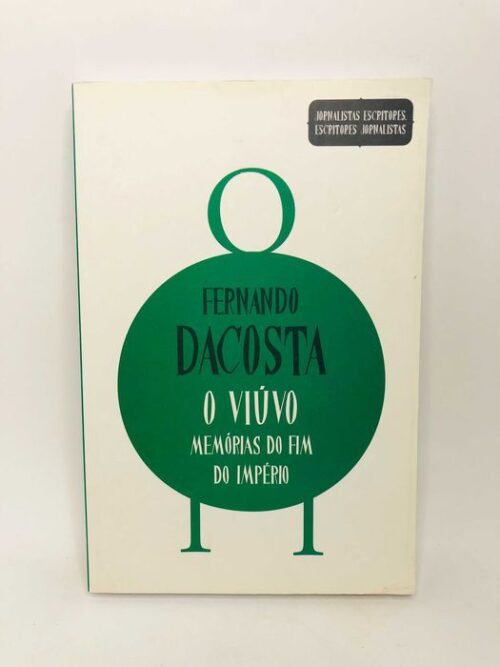 JORNALISTAS ESCRITORES,
ESCRITORES JORNALISTAS
FERNANDO
DACOSTA
O VIÚVO
MEMÓRIAS DO FIM
DO IMPÉRIO